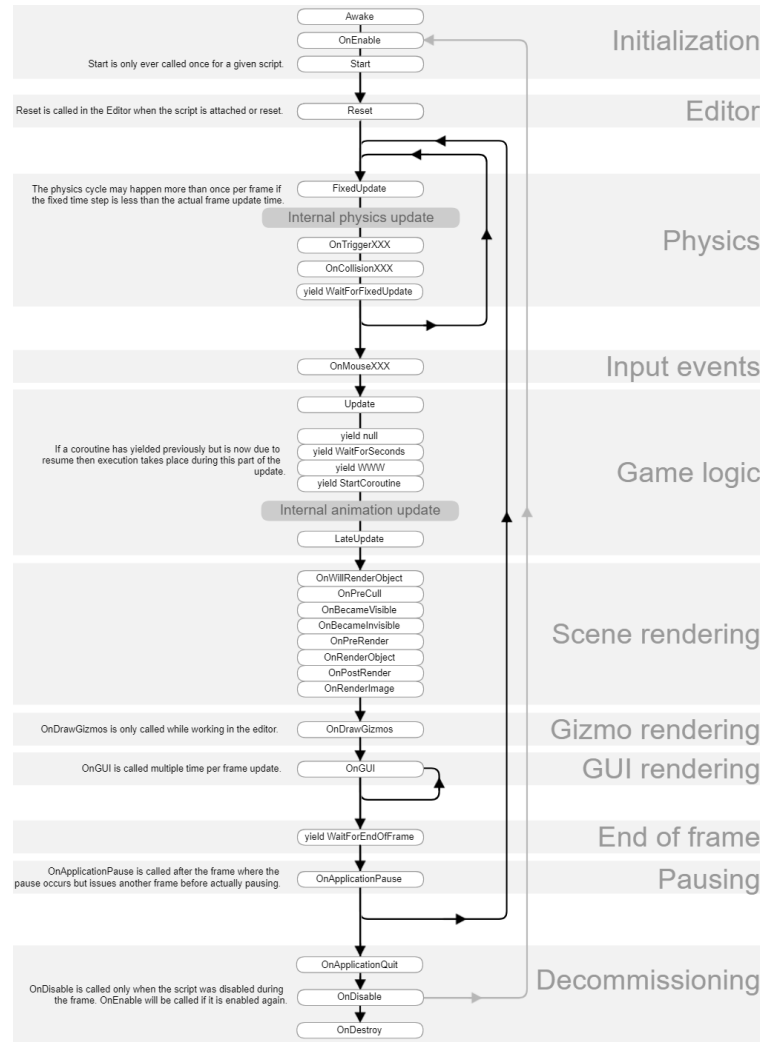 Awake
OnEnable
Initialization
Start is only ever called once for a given script.
Start
Reset is called in the Editor when the script is attached or reset.
Reset
Editor
The physics cycle may happen more than once per frame if
the fixed time step is less than the actual frame update time.
FixedUpdate
Internal physics update
Physics
OnTriggerXXX
OnCollisionXXX
yield WaitForFixedUpdate
OnMouseXXX
Input events
Update
If a coroutine has yielded previously but is now due to
resume then execution takes place during this part of the
update.
yield null
yield WaitForSeconds
yield WWW
yield StartCoroutine
Game logic
Internal animation update
LateUpdate
OnWillRenderObject
OnPreCull
OnBecameVisible
OnBecameInvisible
OnPreRender
OnRenderObject
OnPostRender
OnRenderImage
Scene rendering
OnDrawGizmos is only called while working in the editor.
OnDrawGizmos
Gizmo rendering
OnGUI is called multiple time per frame update.
OnGUI
GUI rendering
yield WaitForEndOfFrame
End of frame
OnApplicationPause is called after the frame where the
pause occurs but issues another frame before actually pausing.
OnApplicationPause
Pausing
OnApplicationQuit
Decommissioning
OnDisable is called only when the script was disabled during
the frame. OnEnable will be called if it is enabled again.
OnDisable
OnDestroy